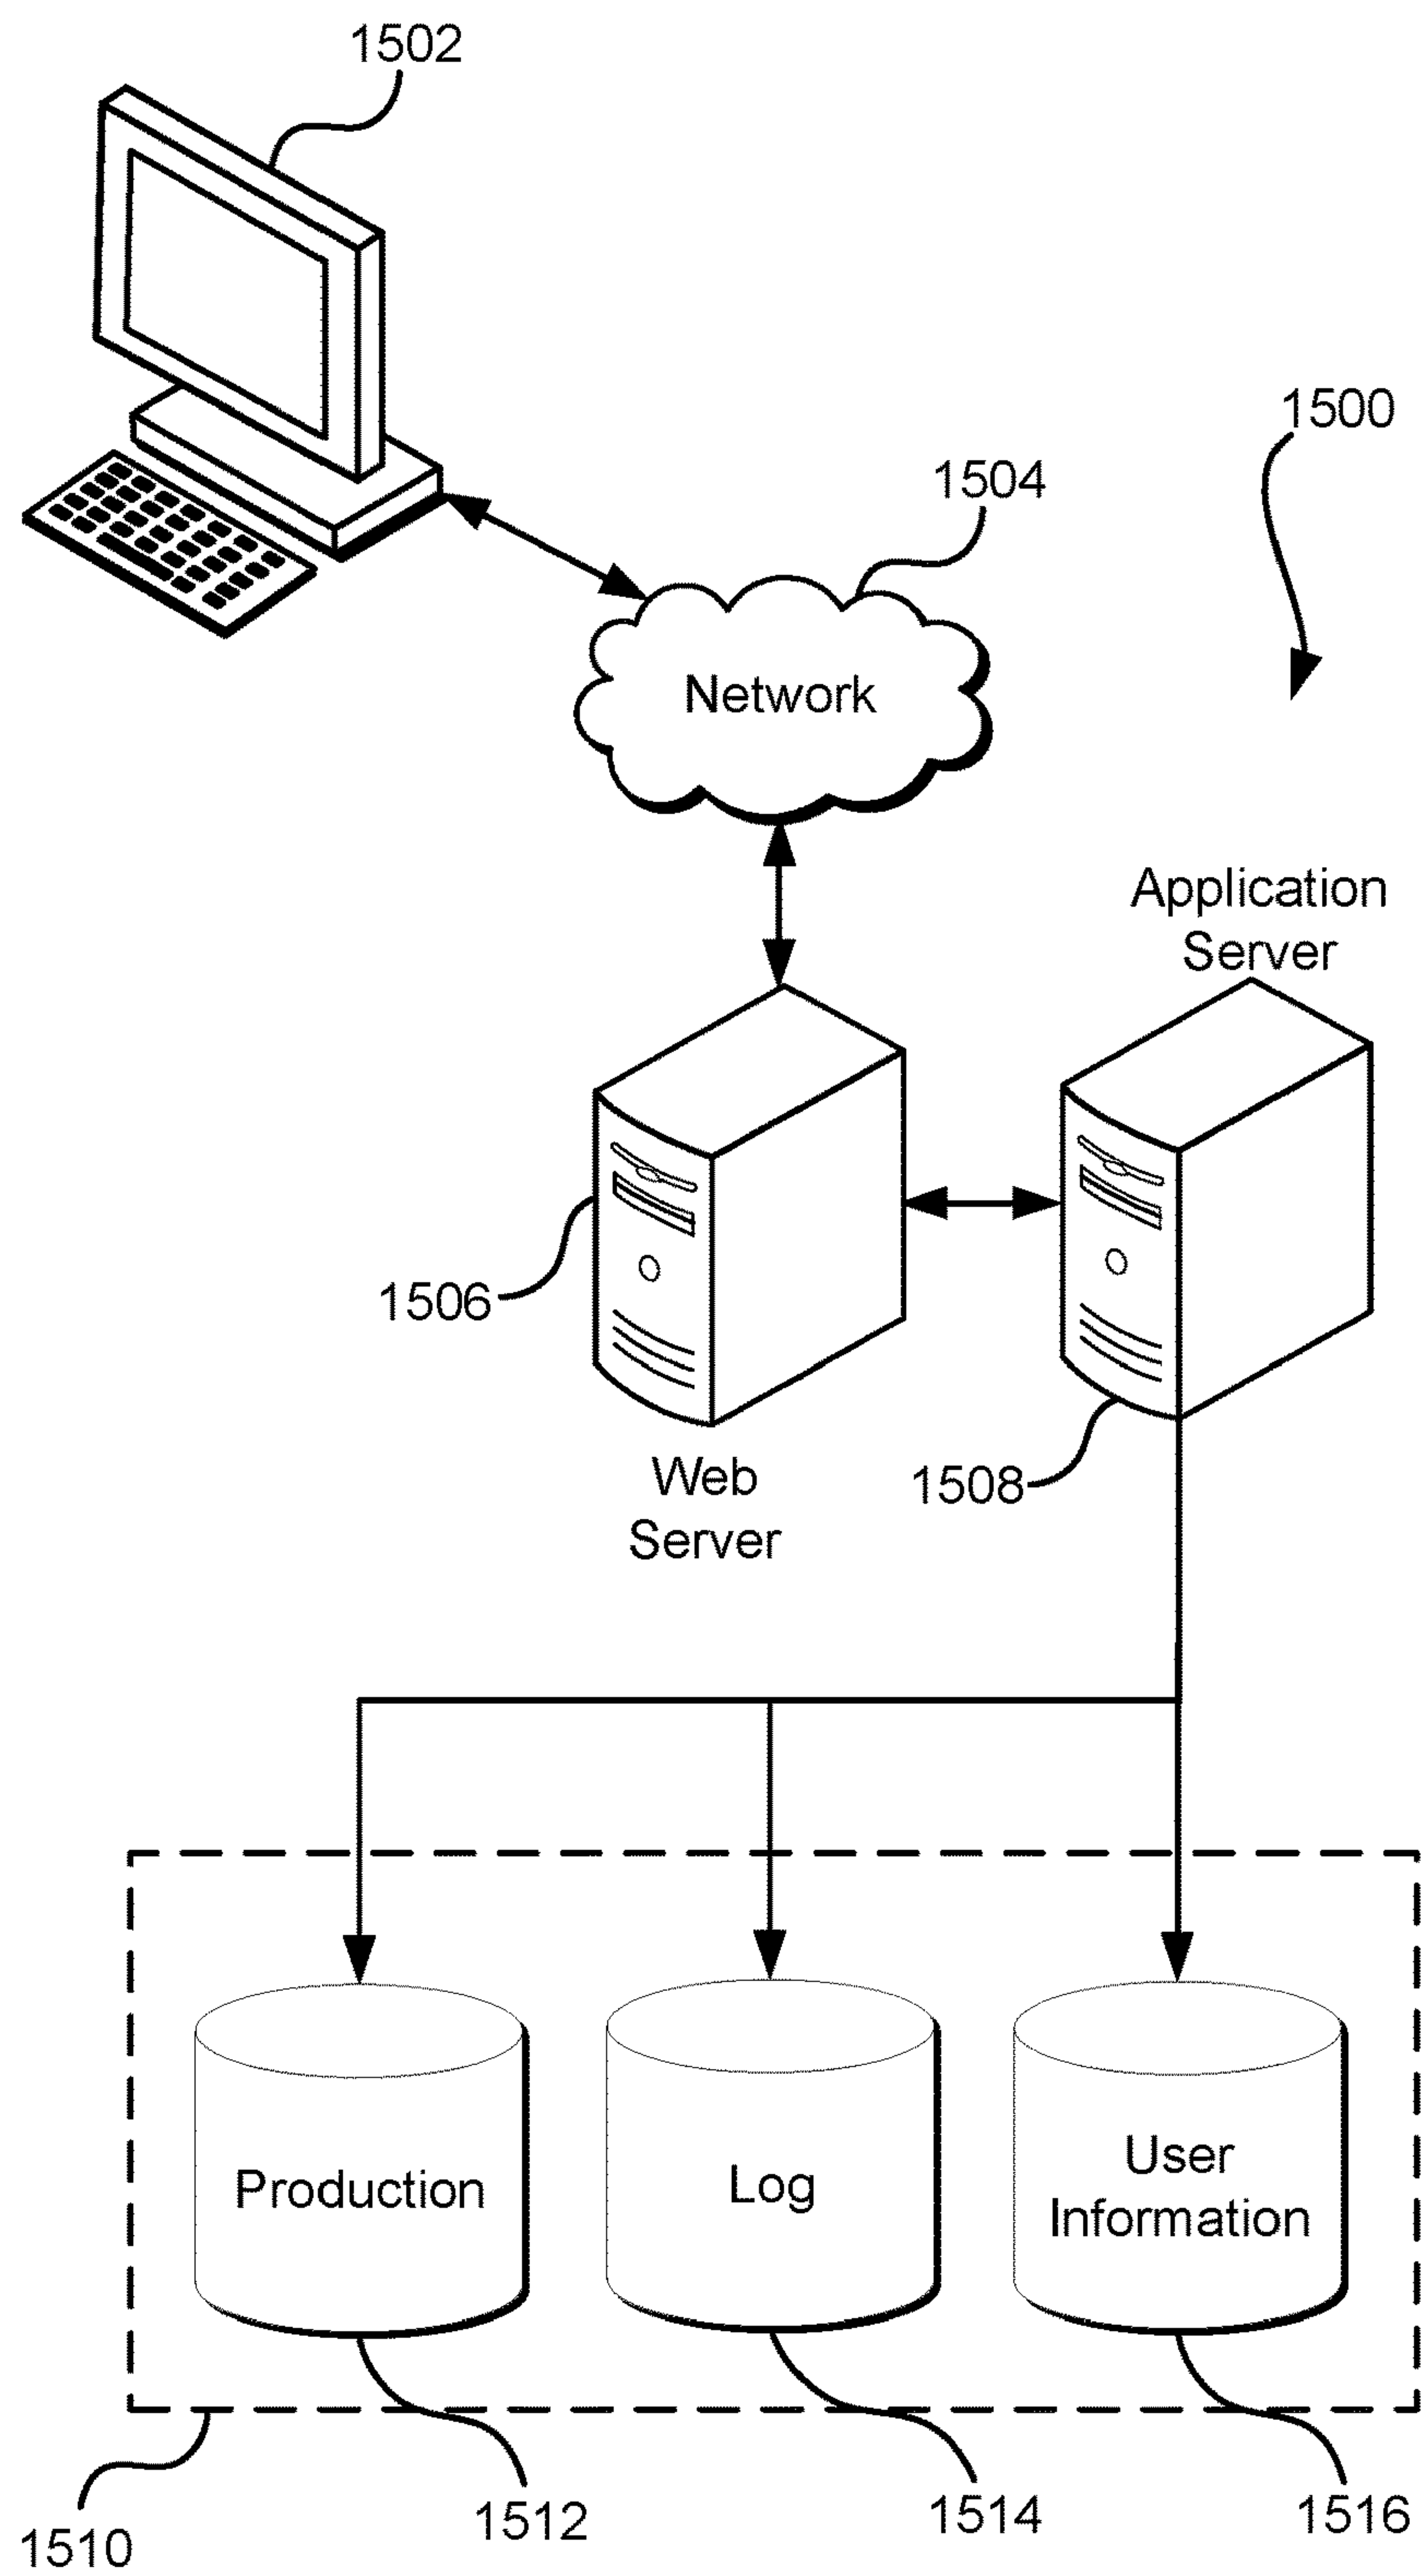 1502
1500
1504
Network
Application
Server
1506
Web
Server
1508
Production
Log
User
Information
1510
1512
1514
1516